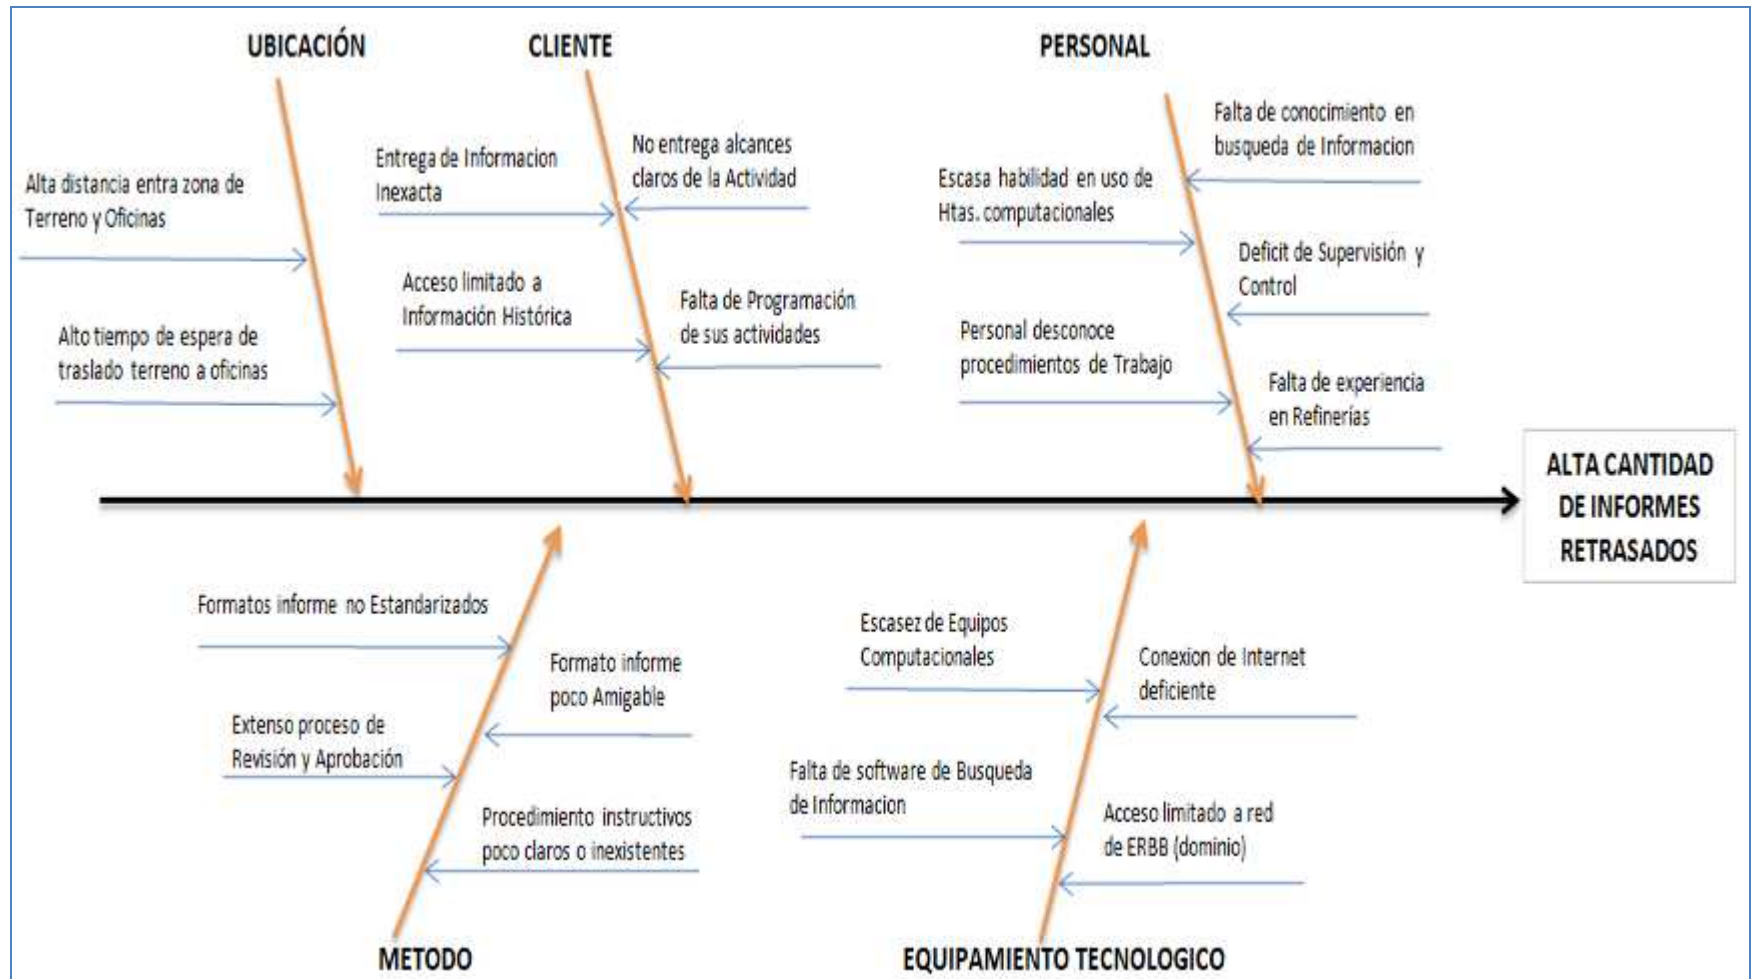 UBICACIÓN
CLIENTE
PERSONAL
Alta distancia entra zona de
Terreno y Oficinas
Alto tiempo de espera de
traslado terreno a oficinas
Entrega de Informacion
Inexacta
No entrega alcances
claros de la Actividad
Acceso limitado a
Información Histórica
Falta de Programación
de sus actividades
Falta de conocimiento en
busqueda de Informacion
Escasa habilidad en uso de
Htas. computacionales
Deficit de Supervisión y
Control
Personal desconoce
procedimientos de Trabajo
Falta de experiencia
en Refinerías
ALTA CANTIDAD
DE INFORMES
RETRASADOS
Formatos informe no Estandarizados
Formato informe
poco Amigable
Extenso proceso de
Revisión y Aprobación
Procedimiento instructivos
poco claros o inexistentes
Escasez de Equipos
Computacionales
Conexion de Internet
deficiente
Falta de software de Busqueda
de Informacion
Acceso limitado a red
de ERBB (dominio)
METODO
EQUIPAMIENTO TECNOLOGICO